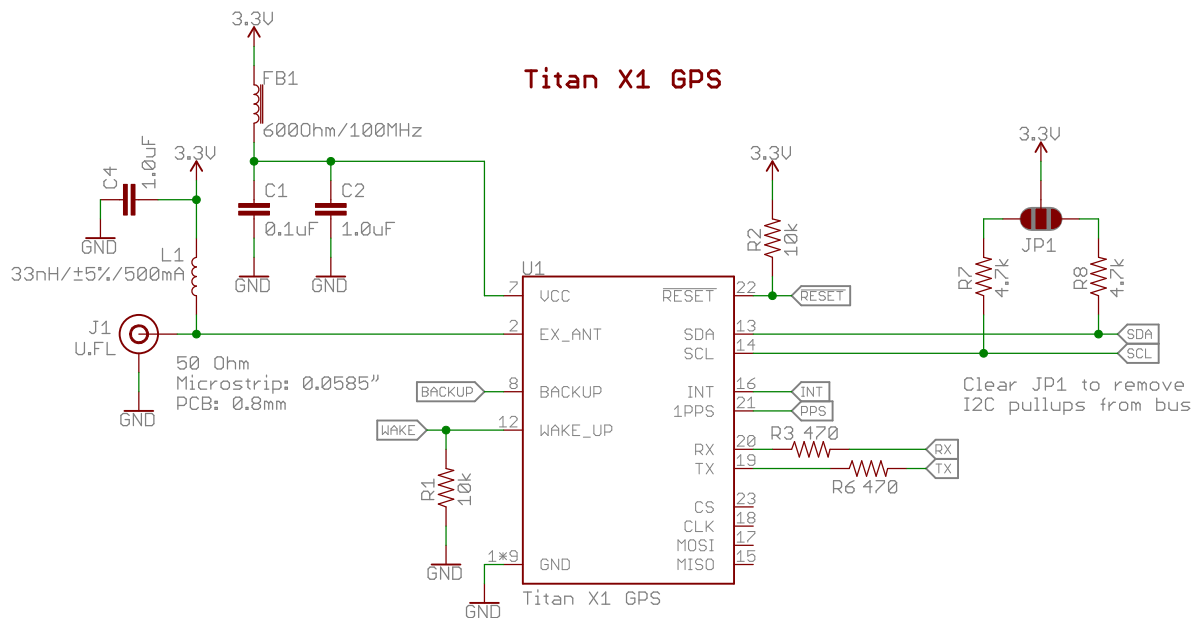 Titan X1 GPS
3.3V
FB1
600Ohm/100MHz
3.3V
C4
1.0uF
GND
C1
0.1uF
GND
C2
1.0uF
GND
L1
33nH/±5%/500mA
J1
U.FL
GND
50 Ohm
Microstrip: 0.0585"
PCB: 0.8mm
BACKUP
WAKE
R1
10k
GND
1*9
GND
U1
7 VCC
2 EX_ANT
8 BACKUP
12 WAKE_UP
GND
RESET 22
SDA 13
SCL 14
INT 16
1PPS 21
RX 20
TX 19
CS 23
CLK 18
MOSI 17
MISO 15
Titan X1 GPS
3.3V
R2
10k
RESET
3.3V
JP1
R7
4.7k
R8
4.7k
SDA
SCL
Clear JP1 to remove
I2C pullups from bus
INT
PPS
R3 470
RX
R6 470
TX